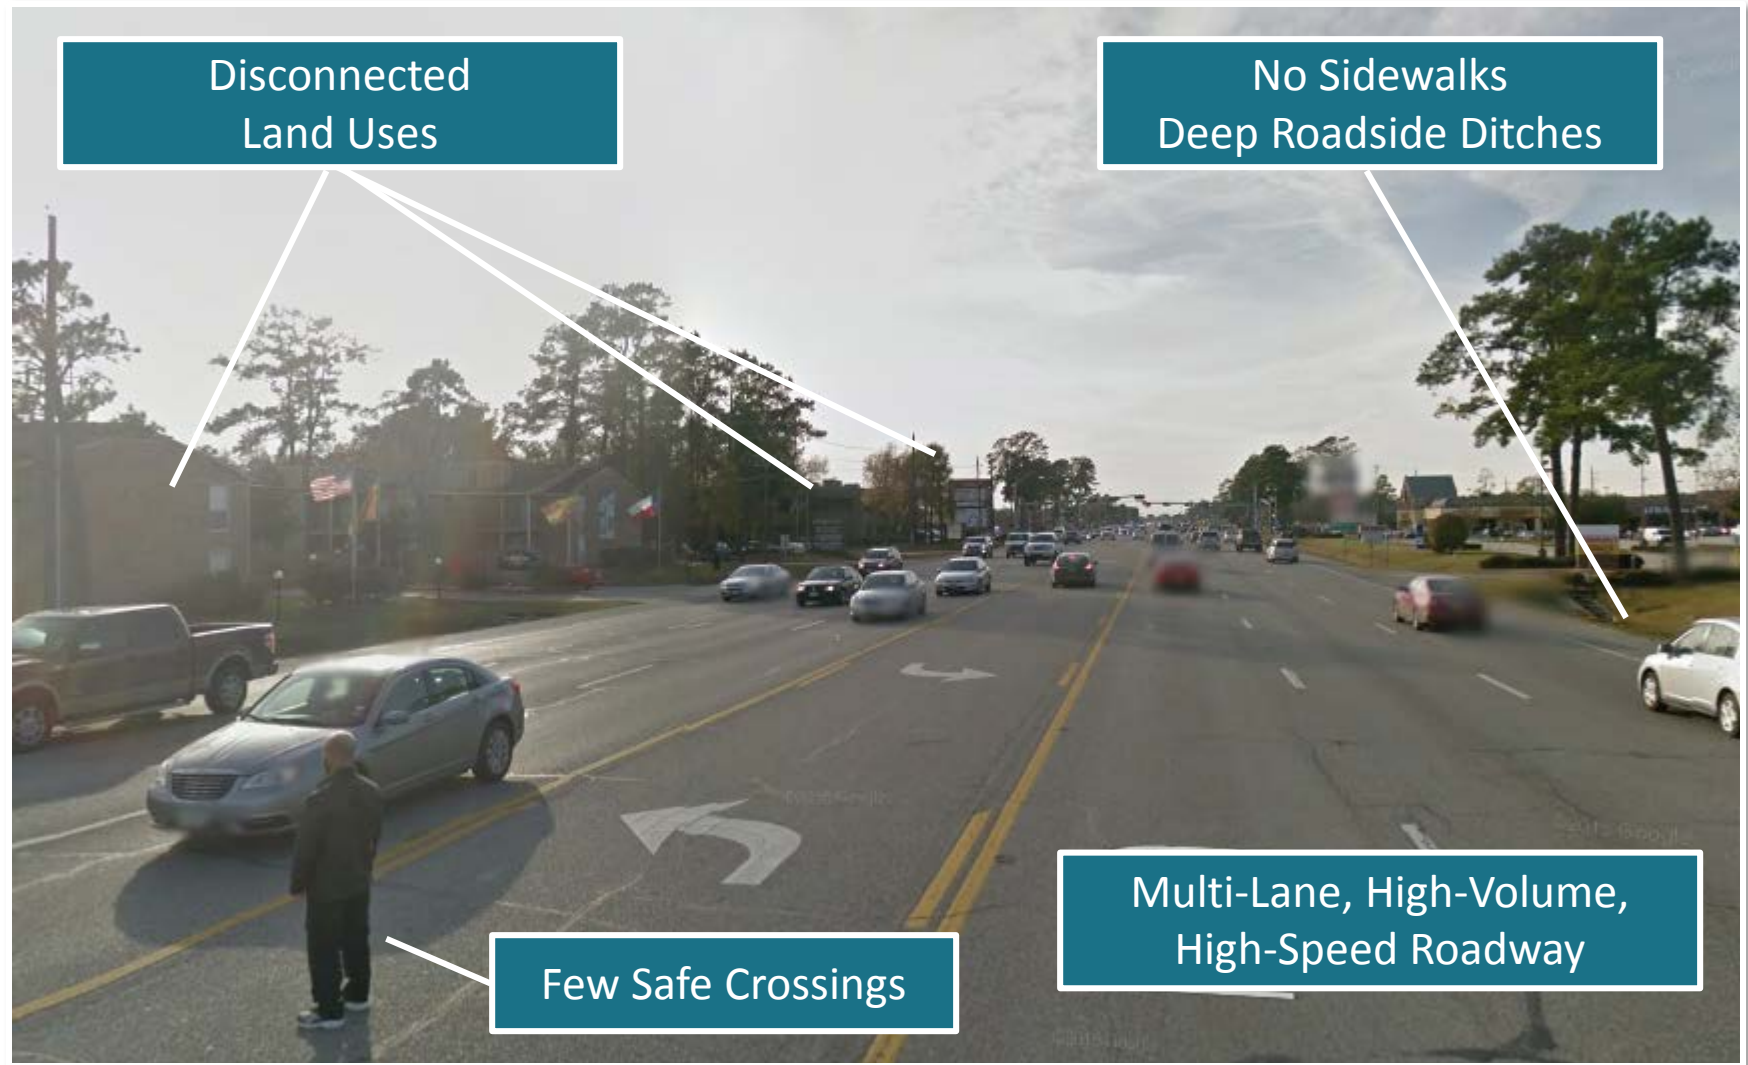 Disconnected
Land Uses
No Sidewalks
Deep Roadside Ditches
Multi-Lane, High-Volume,
High-Speed Roadway
Few Safe Crossings